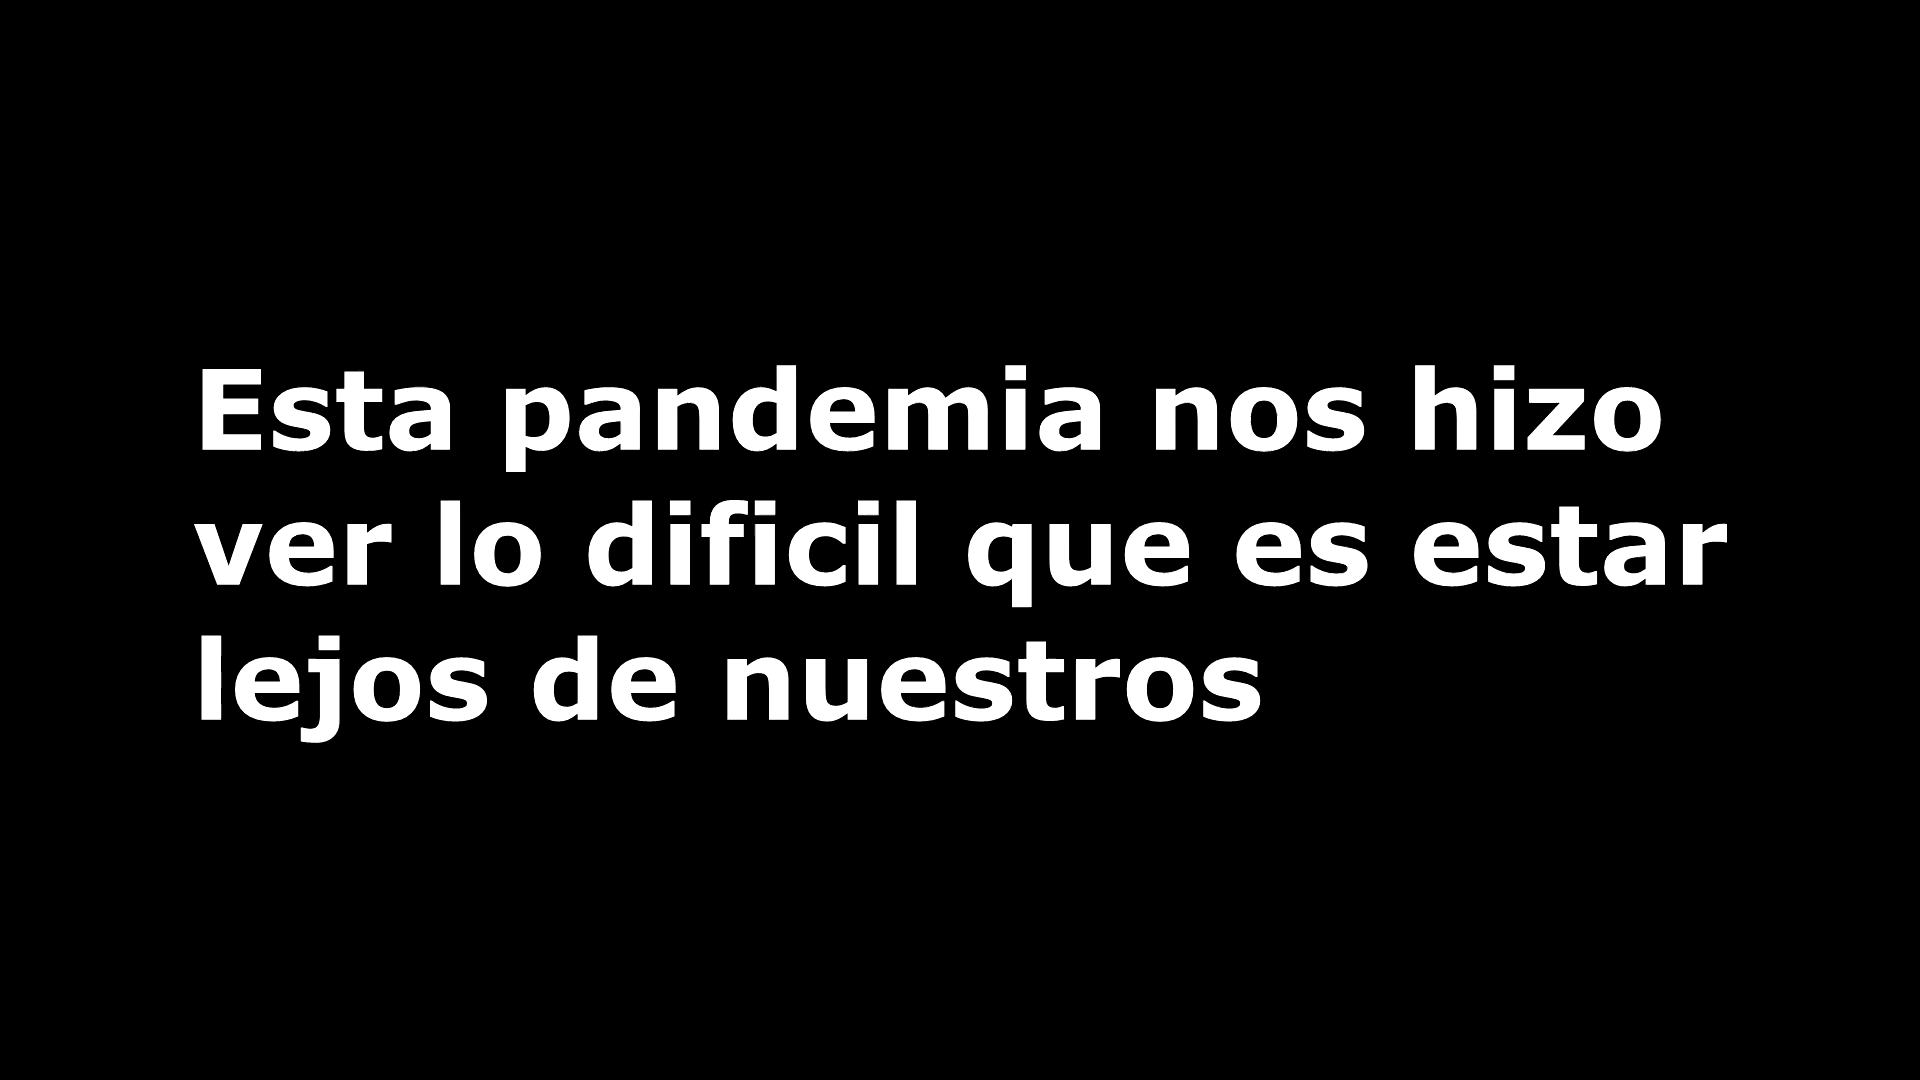 Esta pandemia nos hizo
ver lo dificil que es estar
lejos de nuestros